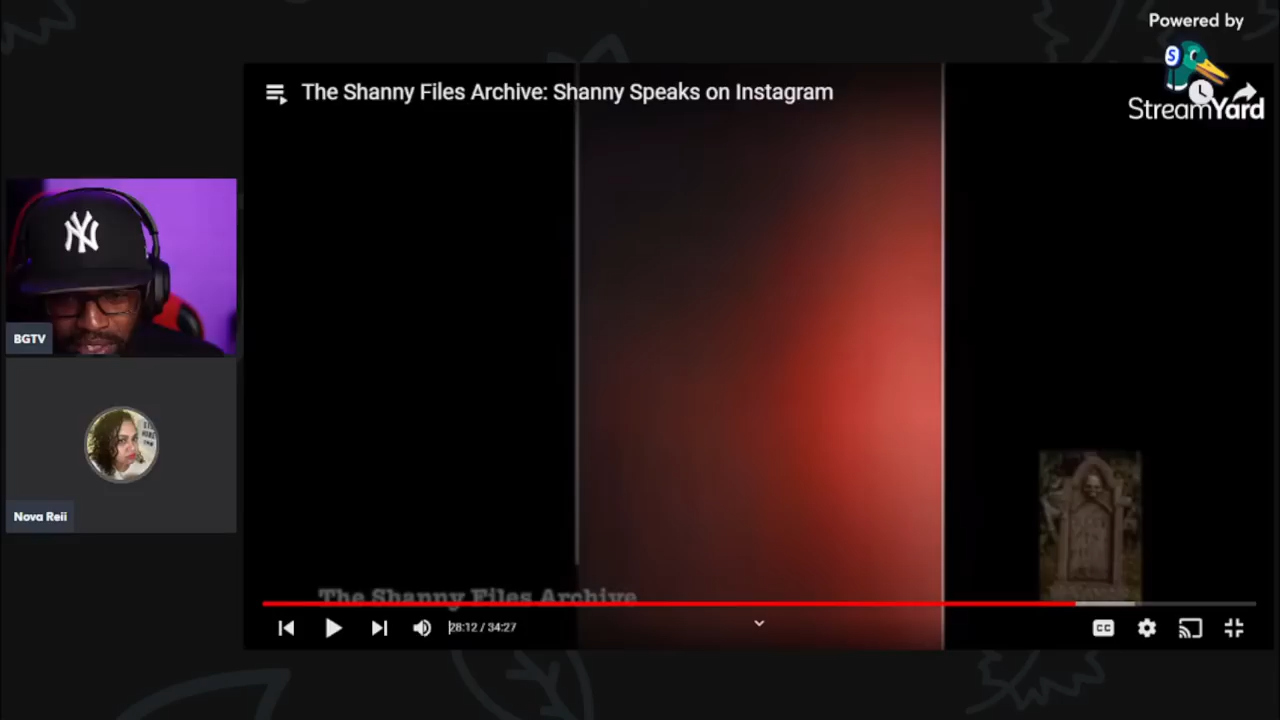 Powered by
StreamYard
The Shanny Files Archive: Shanny Speaks on Instagram
NY
BGTV
Nova Reii
The Shanny Files Archive
28:12 / 34:27
CC
S